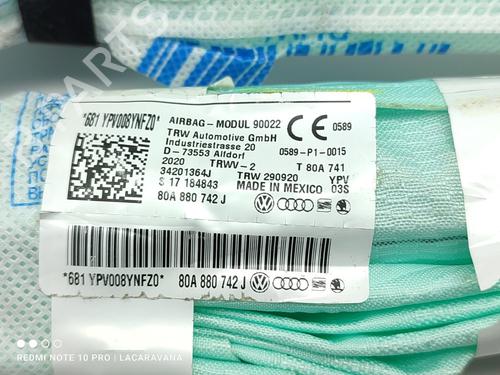 *681 YPV008YNFZ0*
AIRBAG-MODUL 90022
TRW Automotive GmbH
Industriestrasse 20
D-73553 Alldorf
2020 TRWV-2
34201364J TRW 290920
S 17 184843 MADE IN MEXICO
80A 880 742 J
CE 0589
0589-P1-0015
T 80A 741
YPV
03S
*681 YPV008YNFZ0* 80A 880 742 J
REDMI NOTE 10 PRO | LACARAVANA